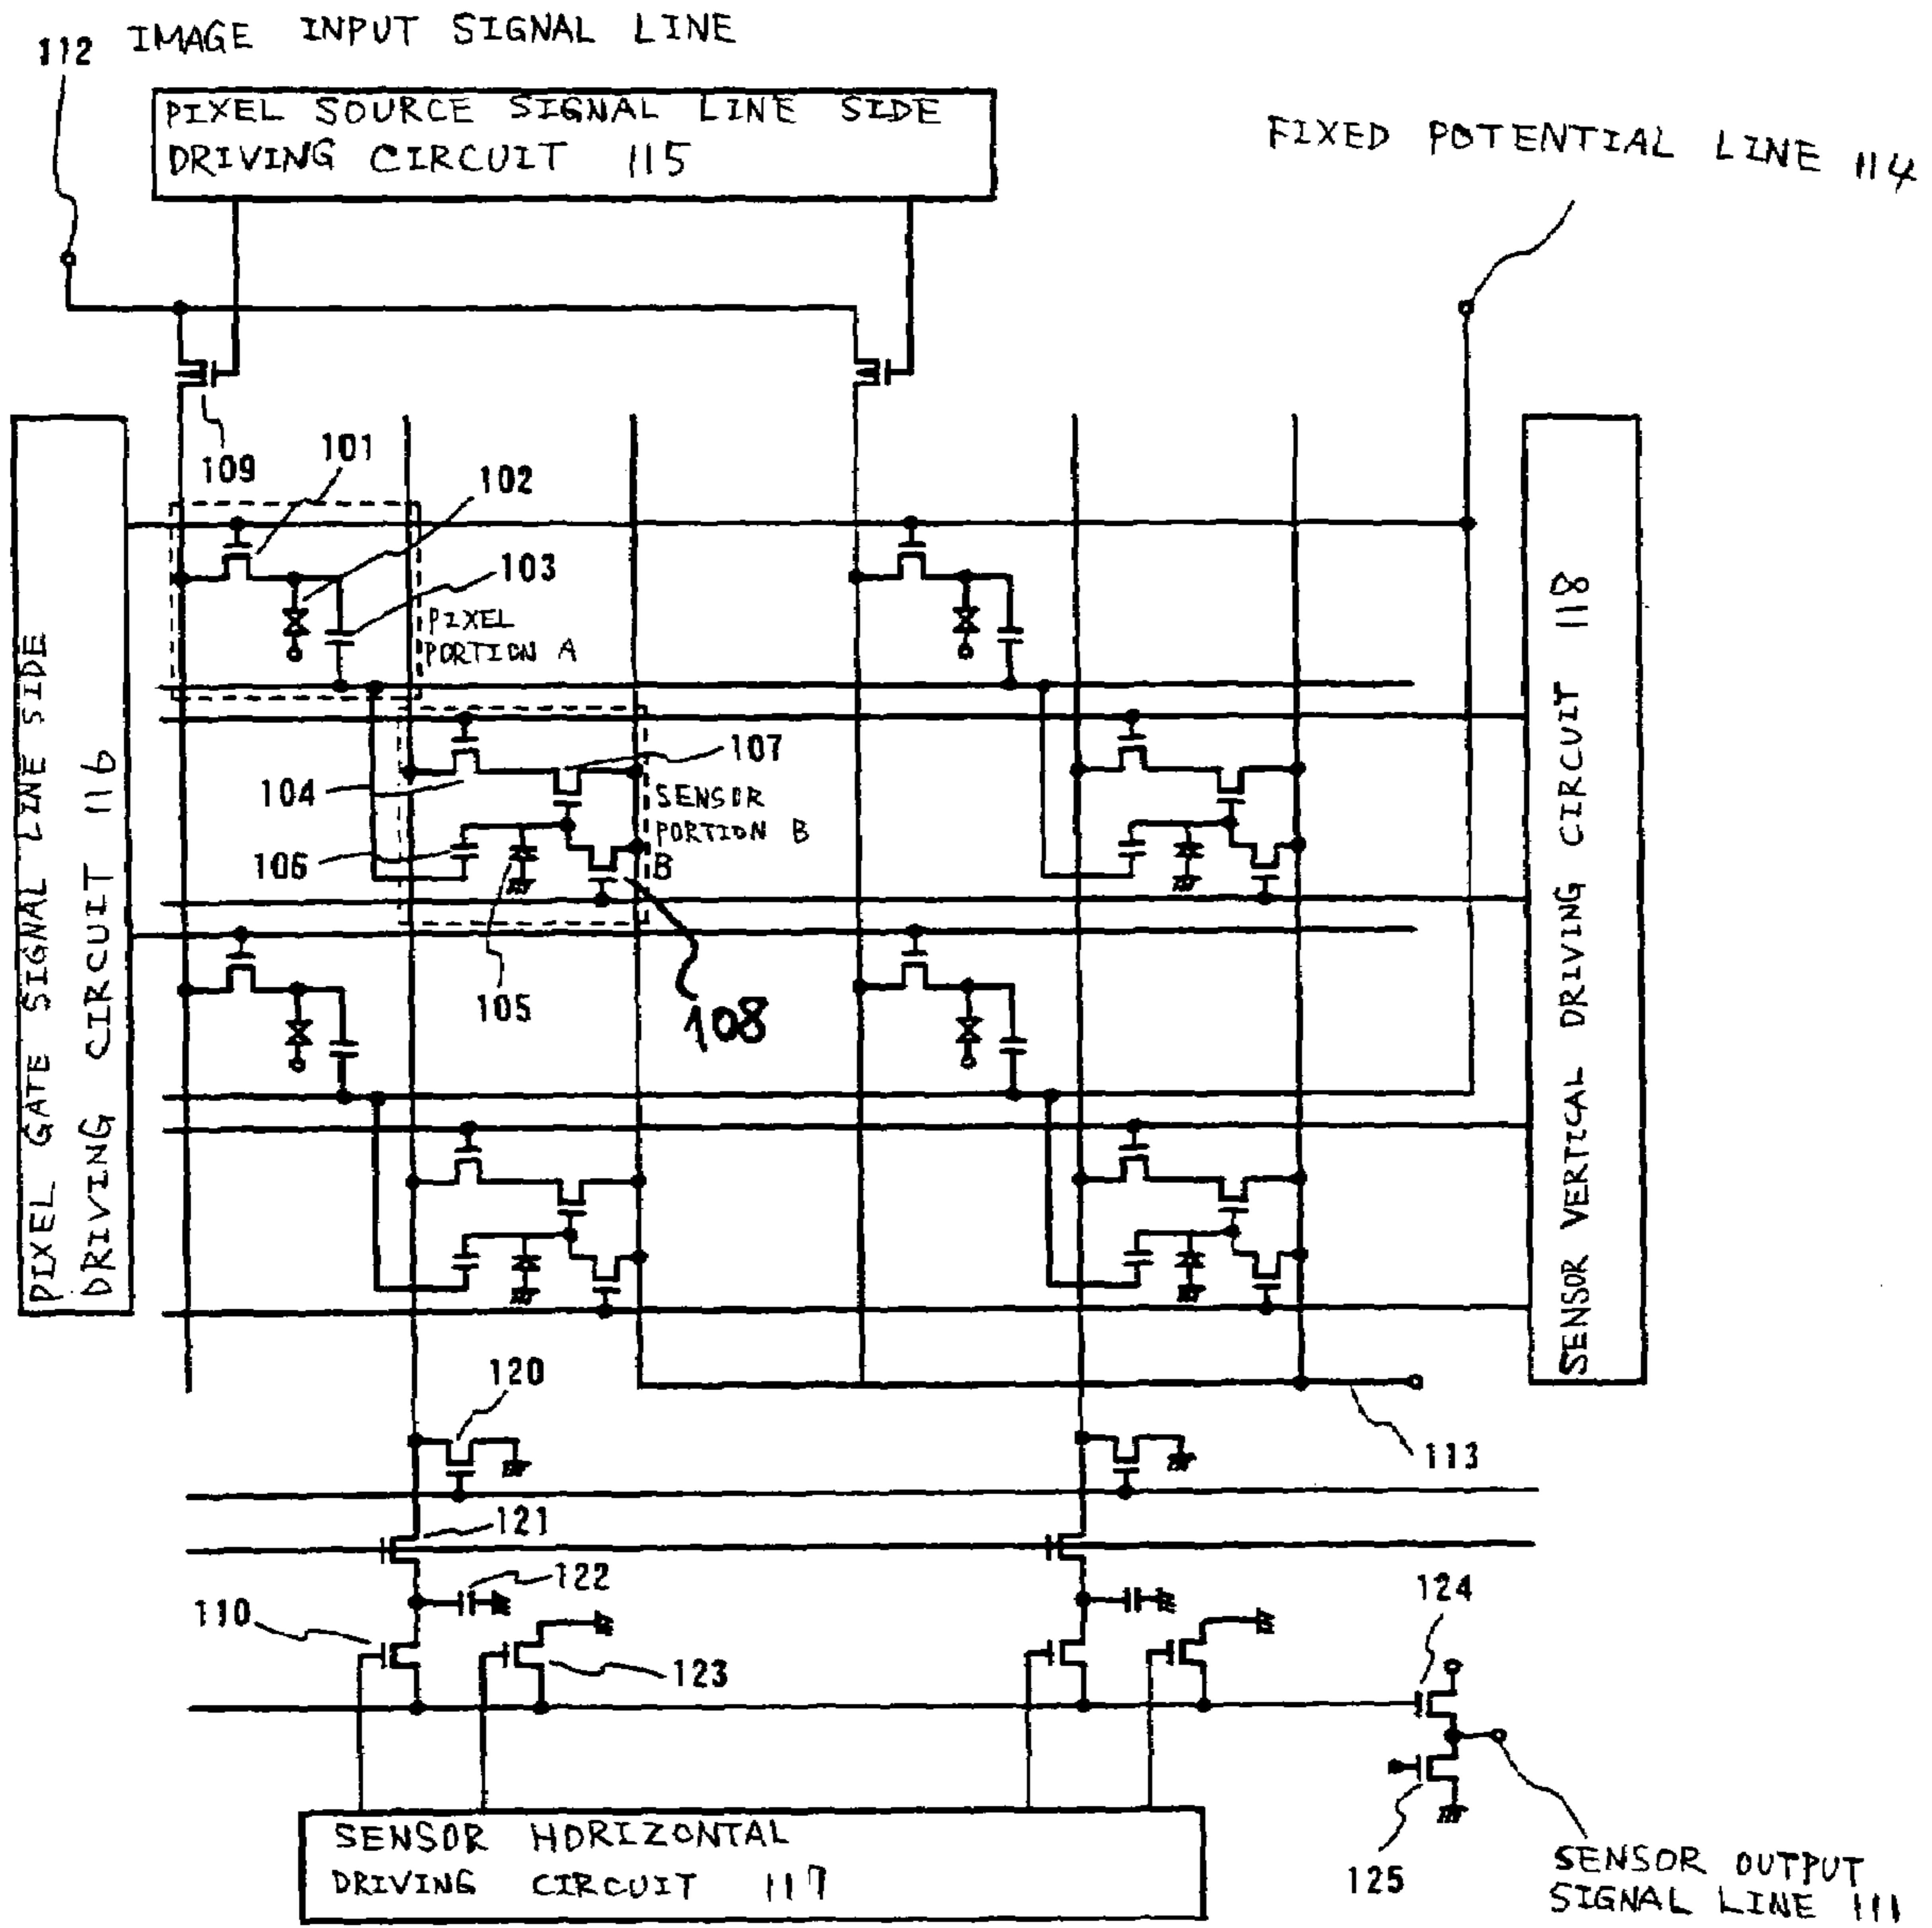 112 IMAGE INPUT SIGNAL LINE
PIXEL SOURCE SIGNAL LINE SIDE
DRIVING CIRCUIT 115
FIXED POTENTIAL LINE 114
109
101
102
103
PIXEL
PORTION A
107
104
SENSOR
PORTION B
106
B
105
108
PIXEL GATE SIGNAL LINE SIDE
DRIVING CIRCUIT 116
SENSOR VERTICAL DRIVING CIRCUIT 118
120
113
121
122
110
123
124
125
SENSOR HORIZONTAL
DRIVING CIRCUIT 117
SENSOR OUTPUT
SIGNAL LINE 111